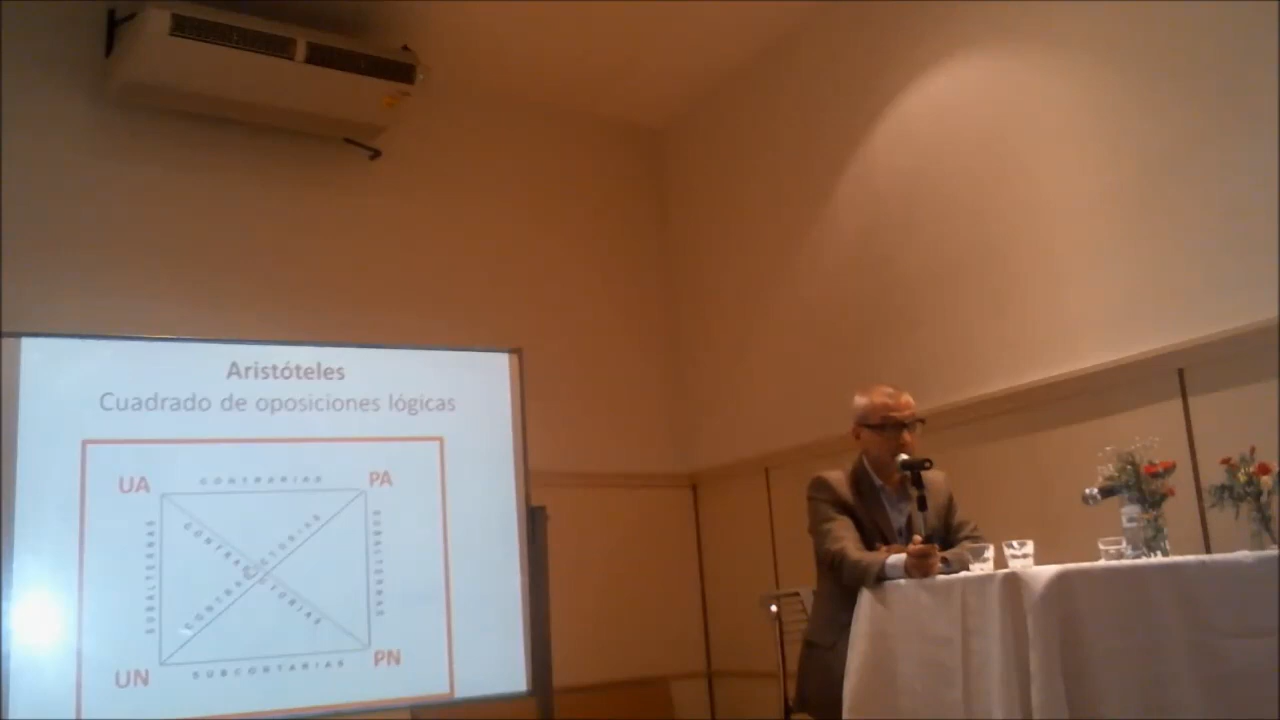 Aristóteles
Cuadrado de oposiciones lógicas
UA
CONTRARIAS
PA
SUBALTERNAS
CONTRADICTORIAS
CONTRADICTORIAS
SUBALTERNAS
UN
SUBCONTARIAS
PN